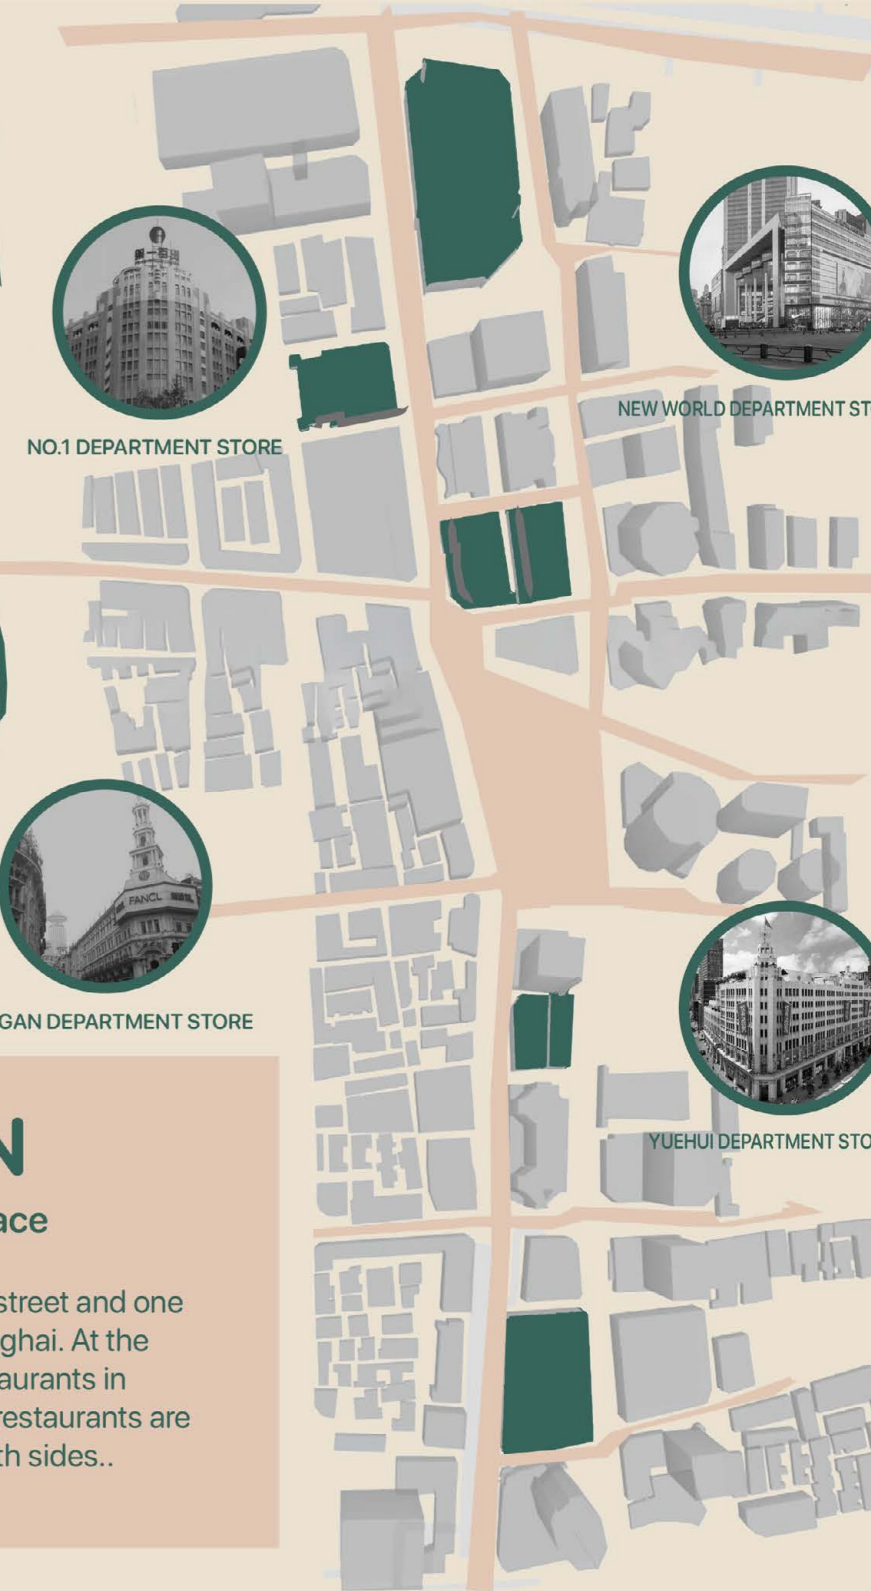 NEW WORLD DEPARTMENT ST
NO.1 DEPARTMENT STORE
FANCL
GAN DEPARTMENT STORE
YUEHUI DEPARTMENT STO
N
ace
street and one
ghai. At the
aurants in
restaurants are
th sides..